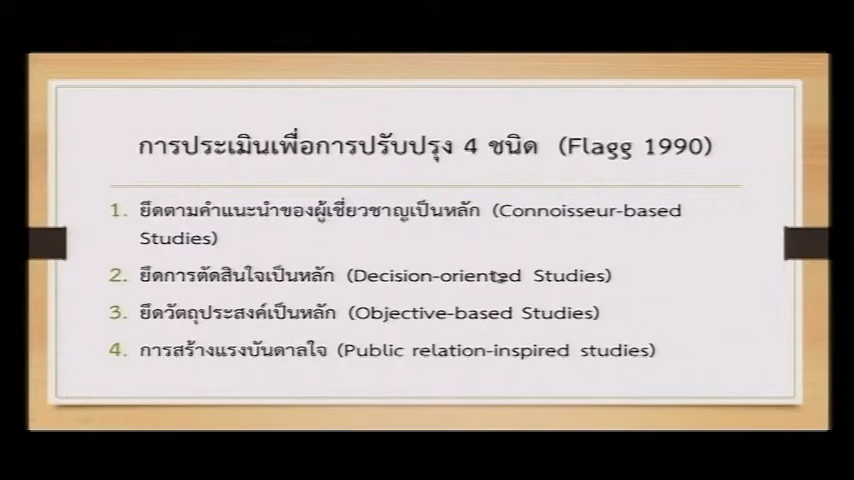 การประเมินเพื่อการปรับปรุง 4 ชนิด (Flagg 1990)
1. ยึดตามคำแนะนำของผู้เชี่ยวชาญเป็นหลัก (Connoisseur-based
Studies)
2. ยึดการตัดสินใจเป็นหลัก (Decision-oriented Studies)
3. ยึดวัตถุประสงค์เป็นหลัก (Objective-based Studies)
4. การสร้างแรงบันดาลใจ (Public relation-inspired studies)